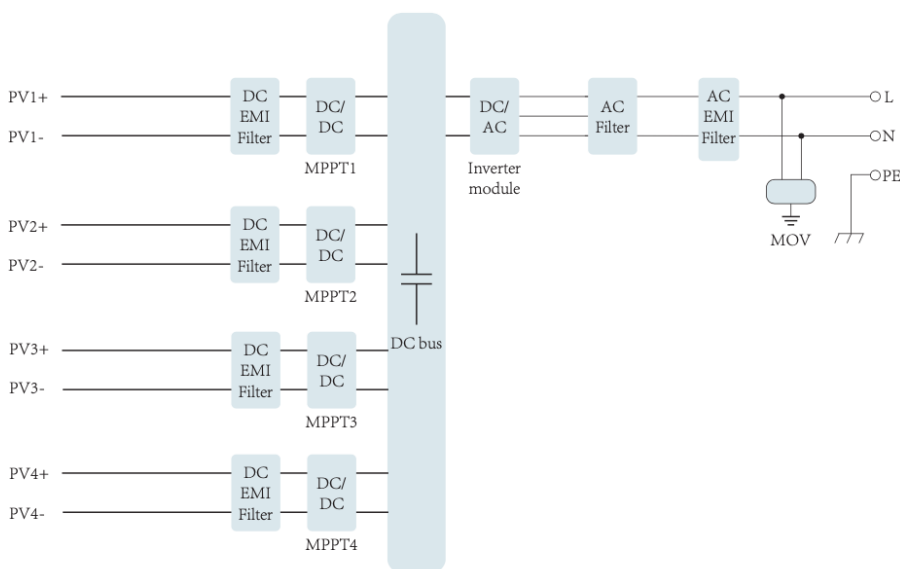 PV1+
PV1-
DC
EMI
Filter
DC/
DC
MPPT1
DC/
AC
Inverter
module
AC
Filter
AC
EMI
Filter
L
N
PE
MOV
PV2+
PV2-
DC
EMI
Filter
DC/
DC
MPPT2
DC bus
PV3+
PV3-
DC
EMI
Filter
DC/
DC
MPPT3
PV4+
PV4-
DC
EMI
Filter
DC/
DC
MPPT4